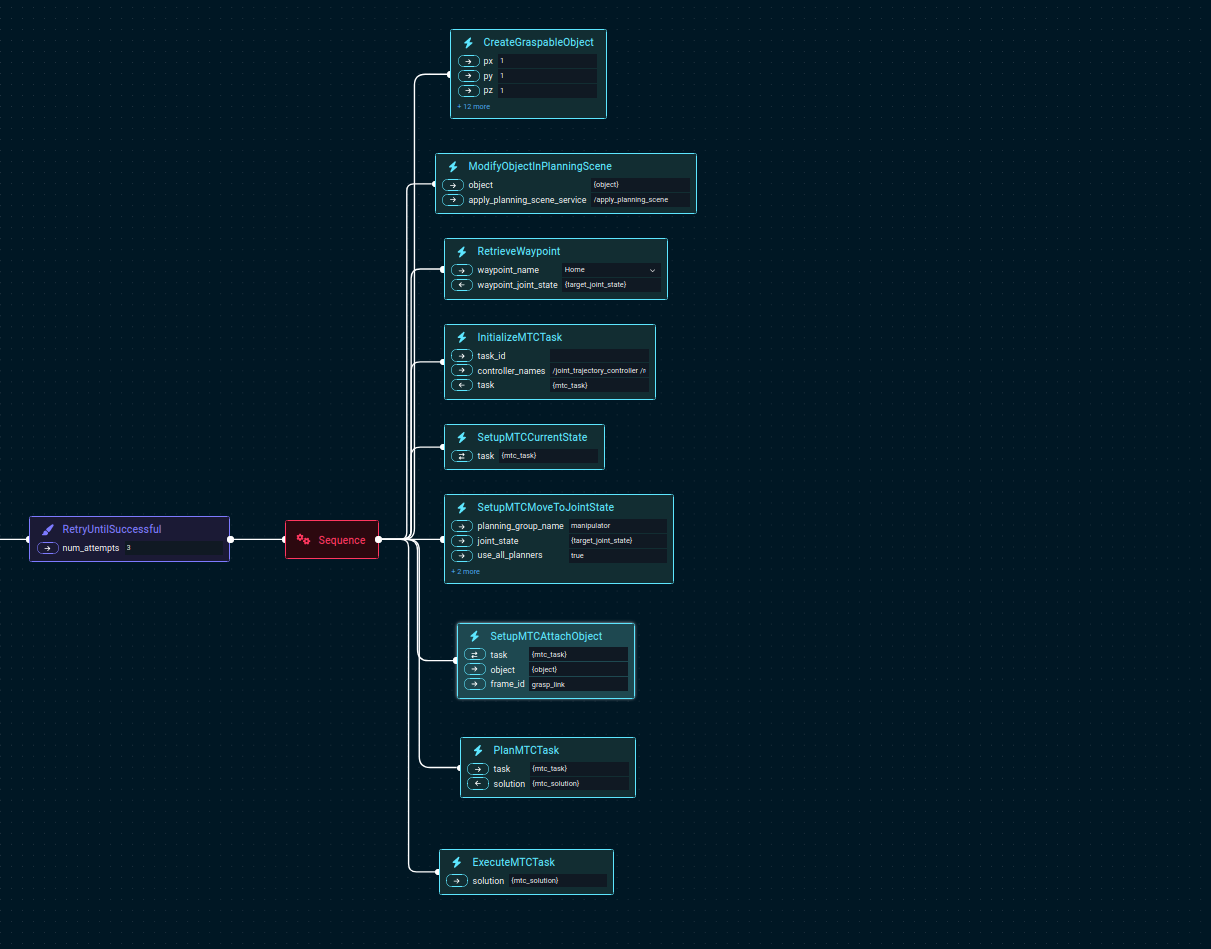 CreateGraspableObject
px 1
py 1
pz 1
+ 12 more
ModifyObjectInPlanningScene
object {object}
apply_planning_scene_service /apply_planning_scene
RetrieveWaypoint
waypoint_name Home
waypoint_joint_state {target_joint_state}
InitializeMTCTask
task_id
controller_names /joint_trajectory_controller
task {mtc_task}
SetupMTCCurrentState
task {mtc_task}
SetupMTCMoveToJointState
planning_group_name manipulator
joint_state {target_joint_state}
use_all_planners true
+ 2 more
RetryUntilSuccessful
num_attempts 3
Sequence
SetupMTCAttachObject
task {mtc_task}
object {object}
frame_id grasp_link
PlanMTCTask
task {mtc_task}
solution {mtc_solution}
ExecuteMTCTask
solution {mtc_solution}